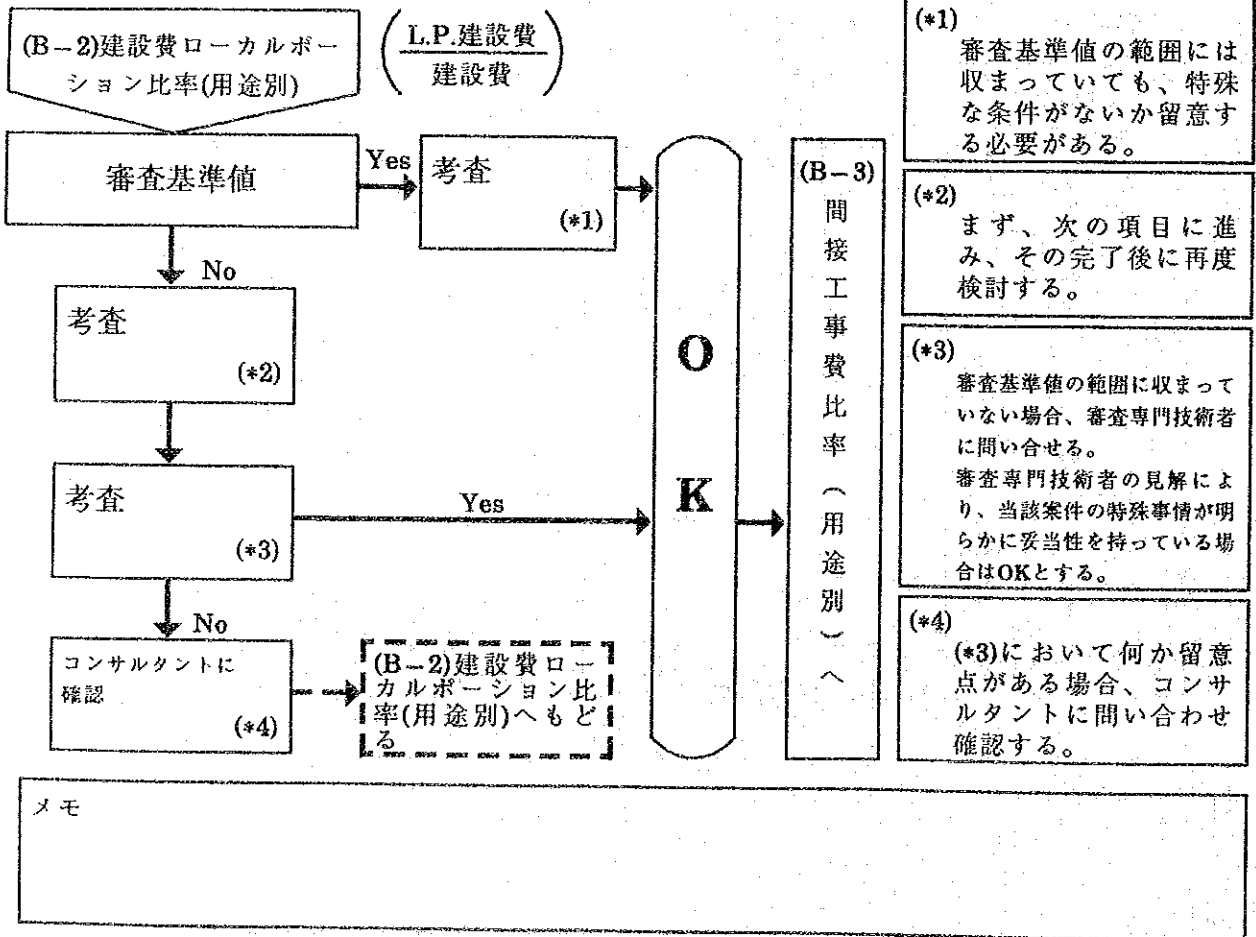 (B-2)建設費ローカルポー
ション比率(用途別)
L.P.建設費
建設費
審査基準値
Yes
考査
(*1)
No
考査
(*2)
考査
(*3)
Yes
No
コンサルタントに
確認
(*4)
(B-2)建設費ロー
カルポーション比
率(用途別)へもど
る
OK
(B-3)
間接工事費比率(用途別)へ
(*1)
審査基準値の範囲には
収まっていても、特殊
な条件がないか留意す
る必要がある。
(*2)
まず、次の項目に進
み、その完了後に再度
検討する。
(*3)
審査基準値の範囲に収まって
いない場合、審査専門技術者
に問い合せる。
審査専門技術者の見解によ
り、当該案件の特殊事情が明
らかに妥当性を持っている場
合はOKとする。
(*4)
(*3)において何か留意
点がある場合、コンサ
ルタントに問い合わせ
確認する。
メモ